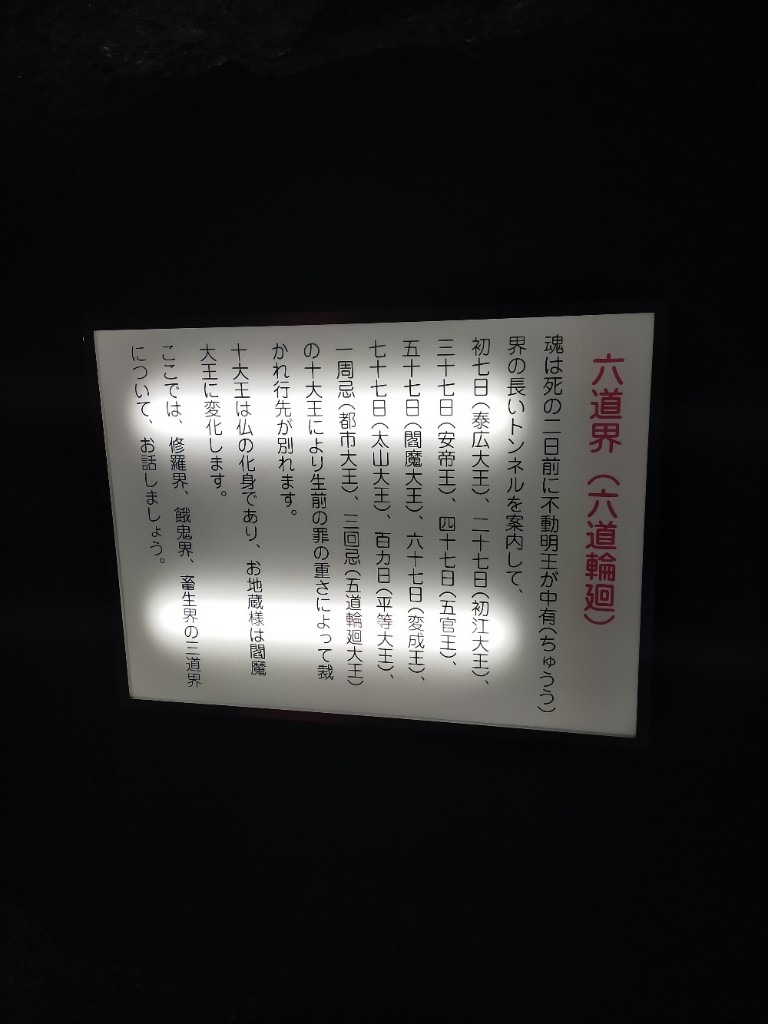 六道界（六道輪廻）
魂は死の二日前に不動明王が中有（ちゅうう）
界の長いトンネルを案内して、
初七日（泰広大王）、二十七日（初江大王）、
三十七日（安帝王）、四十七日（五官王）、
五十七日（閻魔大王）、六十七日（変成王）、
七十七日（太山大王）、百カ日（平等大王）、
一周忌（都市大王）、三回忌（五道輪廻大王）
の十大王により生前の罪の重さによって裁
かれ行先が別れます。
十大王は仏の化身であり、お地蔵様は閻魔
大王に変化します。
ここでは、修羅界、餓鬼界、畜生界の三道界
について、お話しましょう。